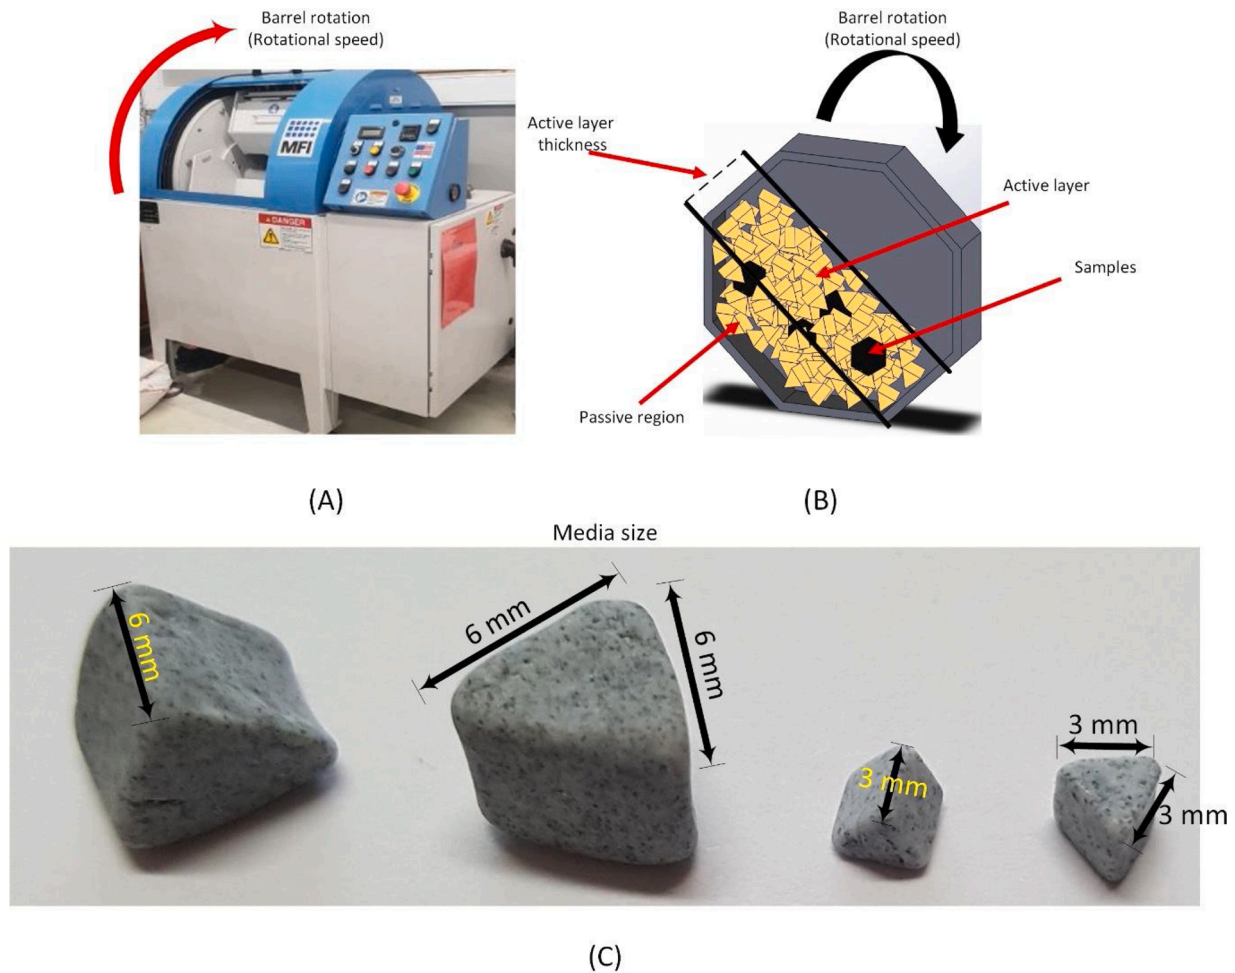 Barrel rotation
(Rotational speed)
MFI
DANGER
Barrel rotation
(Rotational speed)
Active layer
thickness
Active layer
Samples
Passive region
(A)
(B)
Media size
6 mm
6 mm
6 mm
3 mm
3 mm
3 mm
(C)